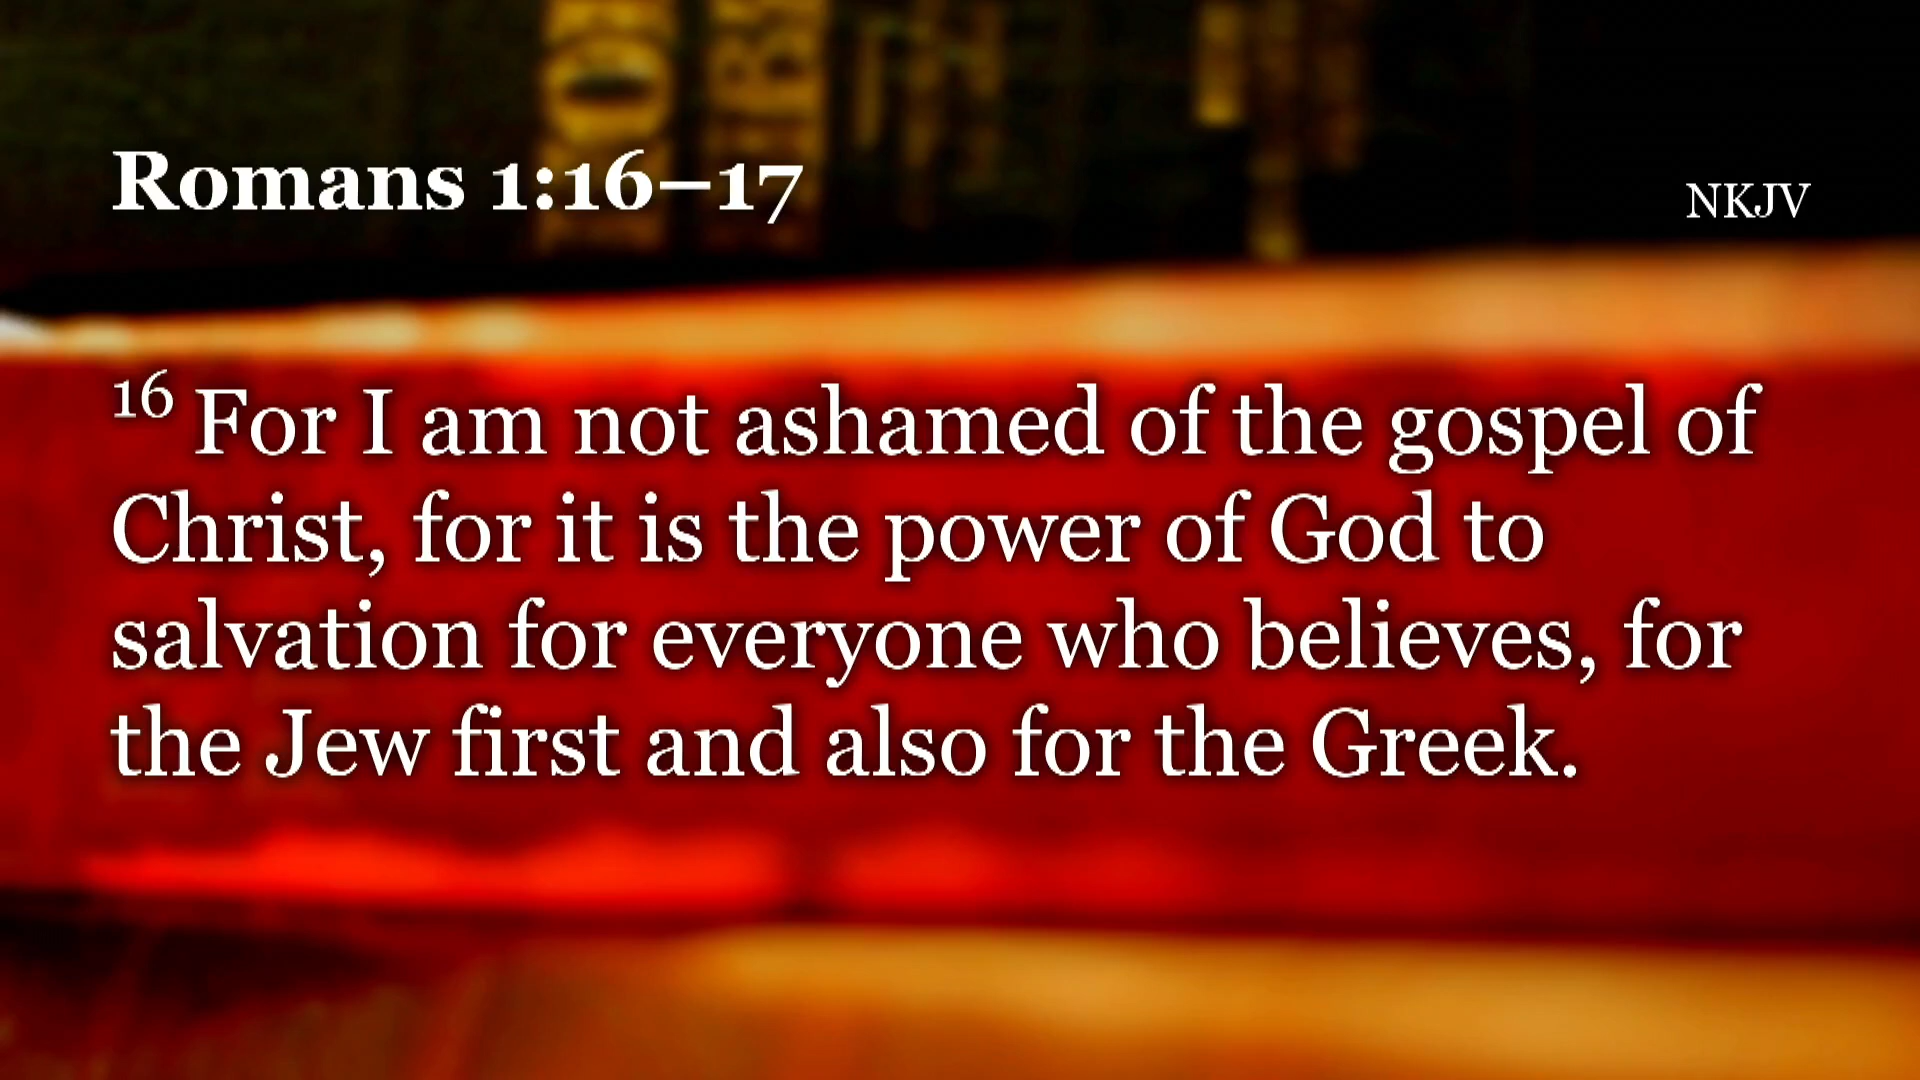 Romans 1:16–17
NKJV
16 For I am not ashamed of the gospel of
Christ, for it is the power of God to
salvation for everyone who believes, for
the Jew first and also for the Greek.